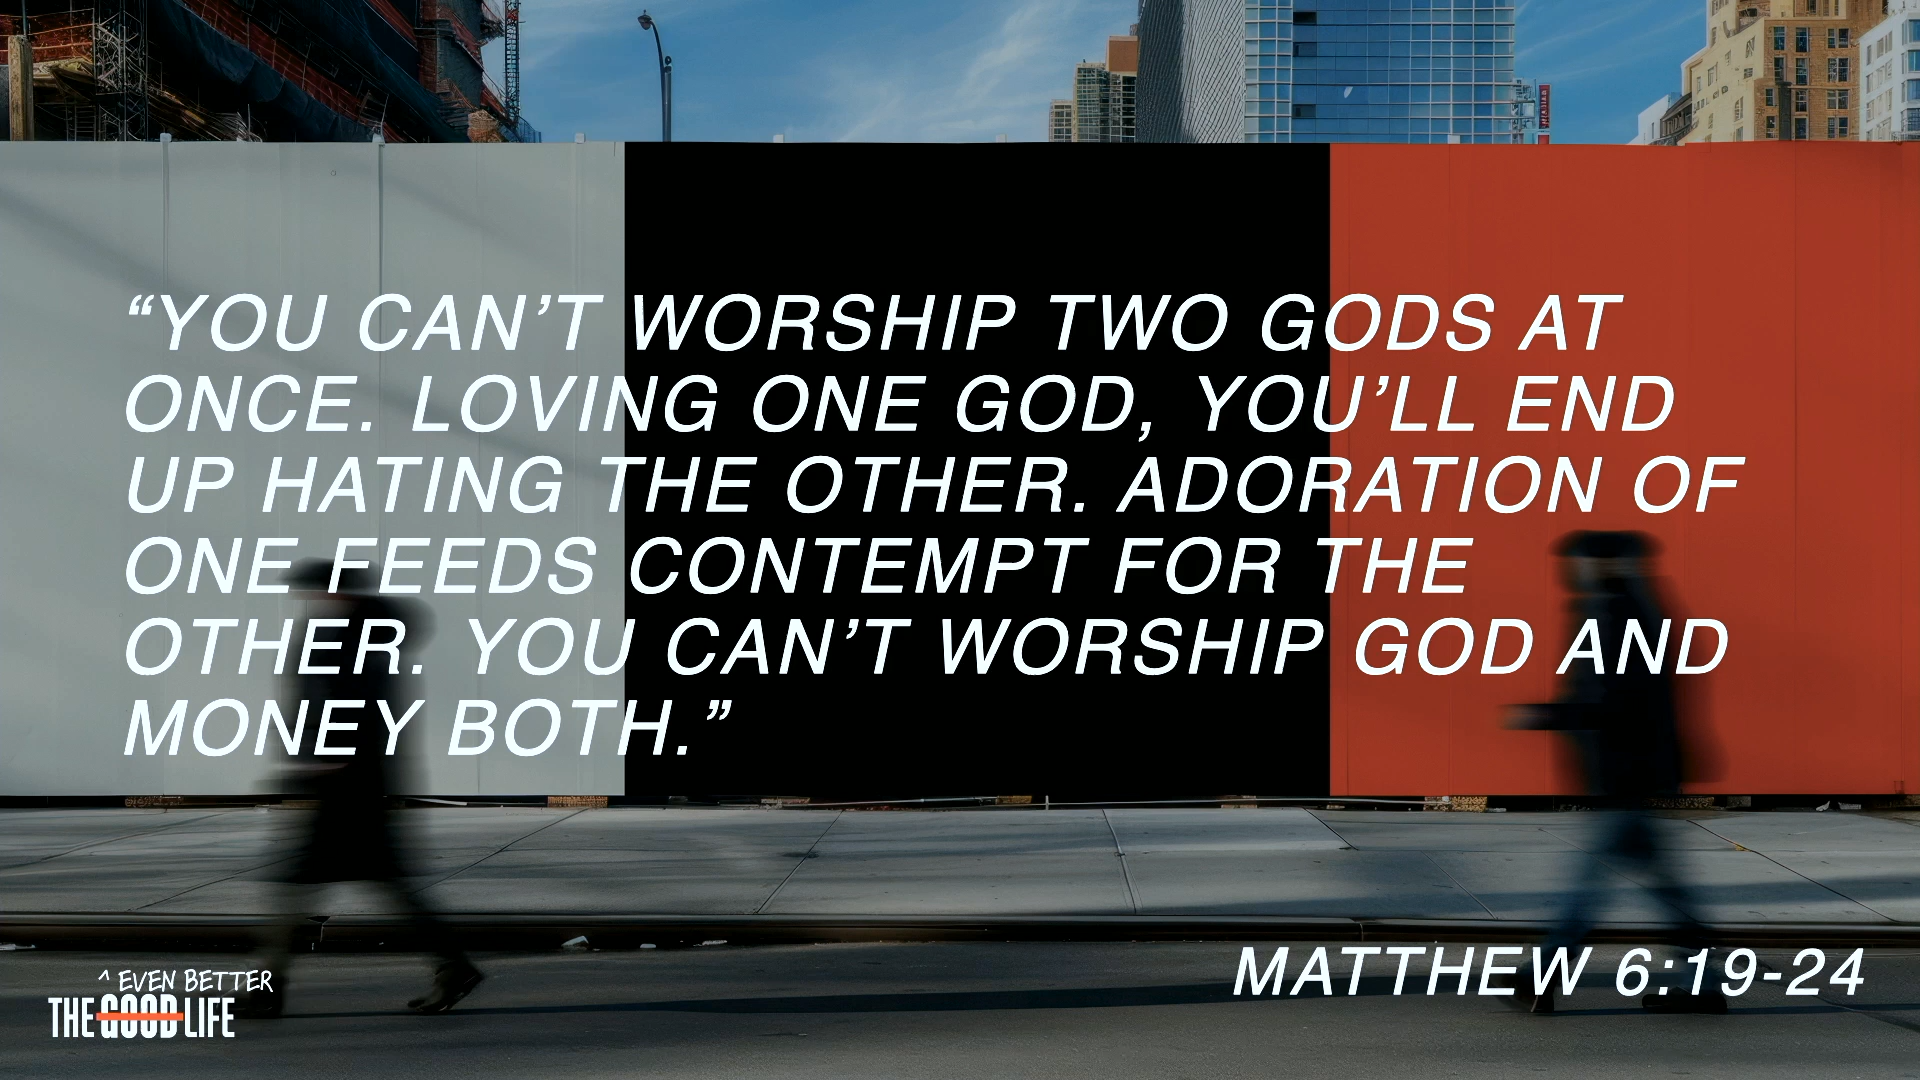 “YOU CAN’T WORSHIP TWO GODS AT
ONCE. LOVING ONE GOD, YOU’LL END
UP HATING THE OTHER. ADORATION OF
ONE FEEDS CONTEMPT FOR THE
OTHER. YOU CAN’T WORSHIP GOD AND
MONEY BOTH.”
MATTHEW 6:19-24
^ EVEN BETTER
THE GOOD LIFE